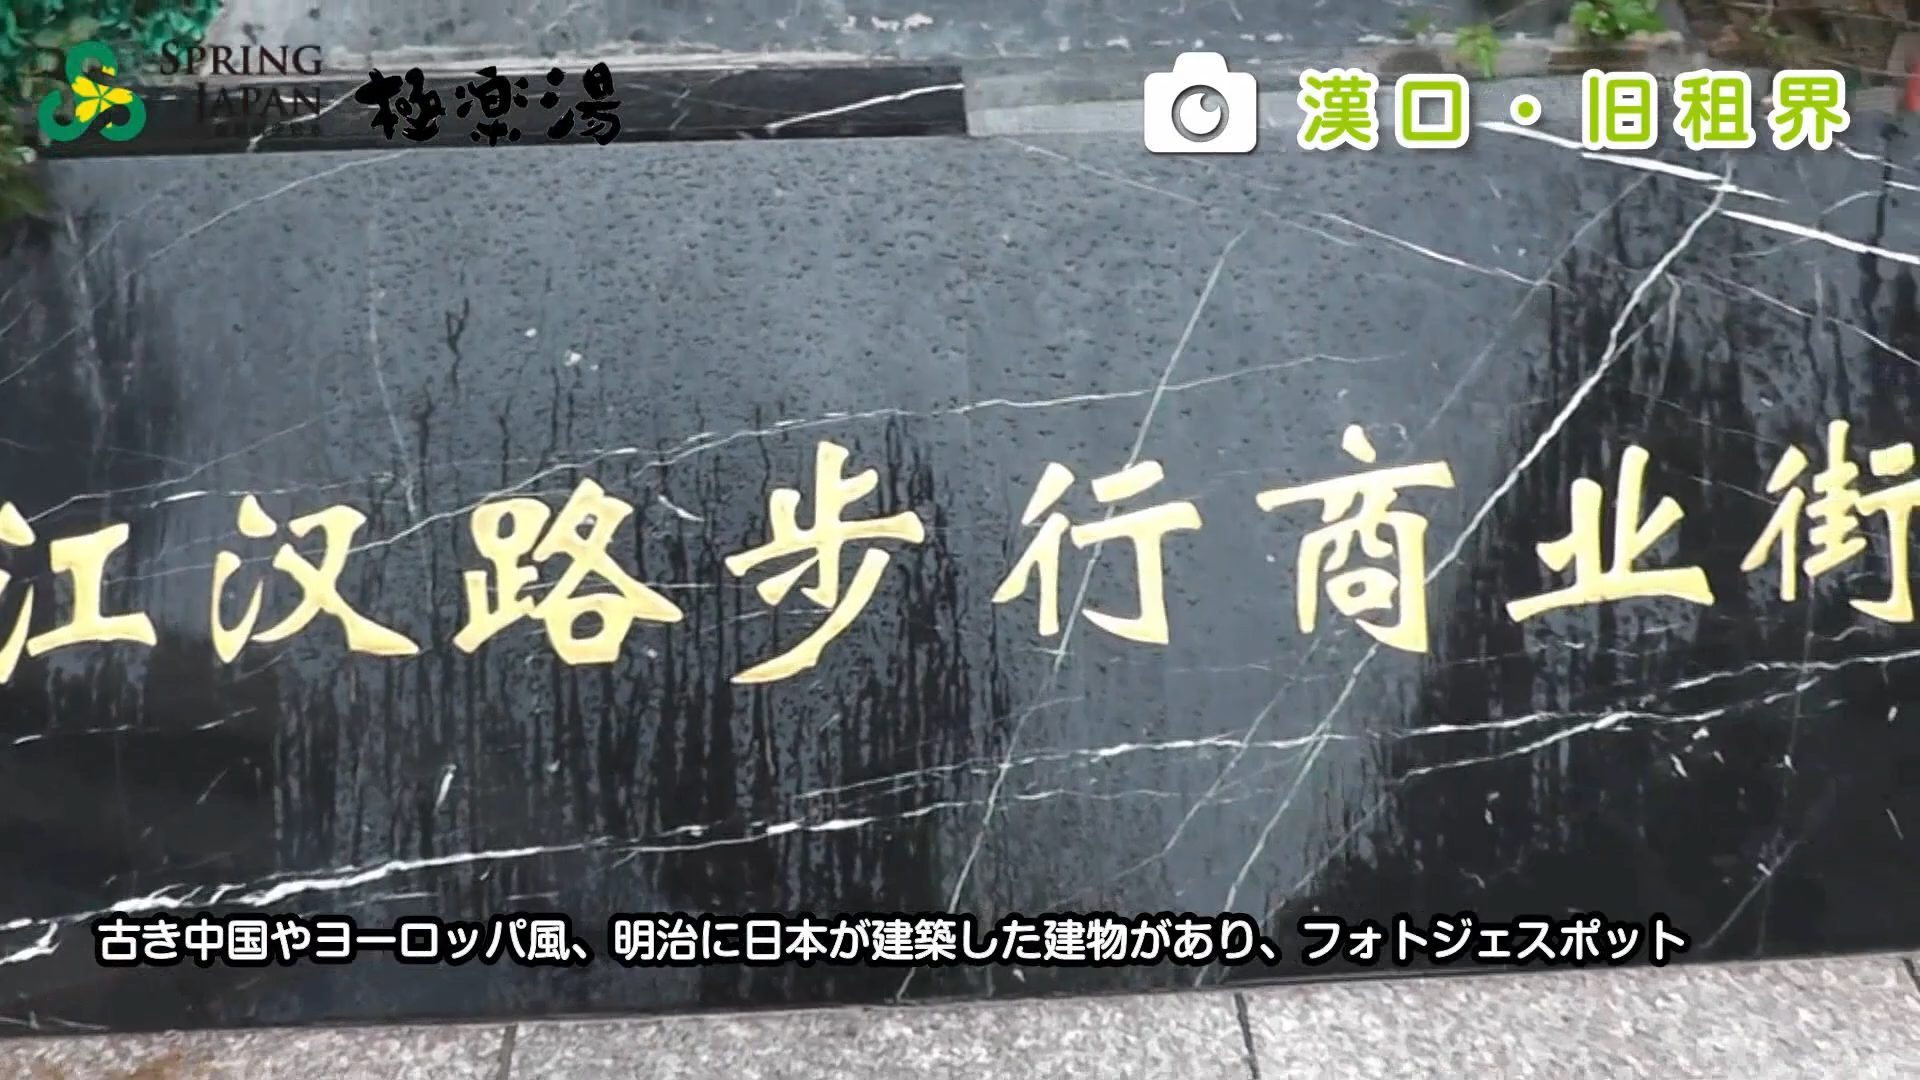 SPRING
JAPAN
極楽湯
漢口・旧租界
江汉路步行商业街
古き中国やヨーロッパ風、明治に日本が建築した建物があり、フォトジェスポット